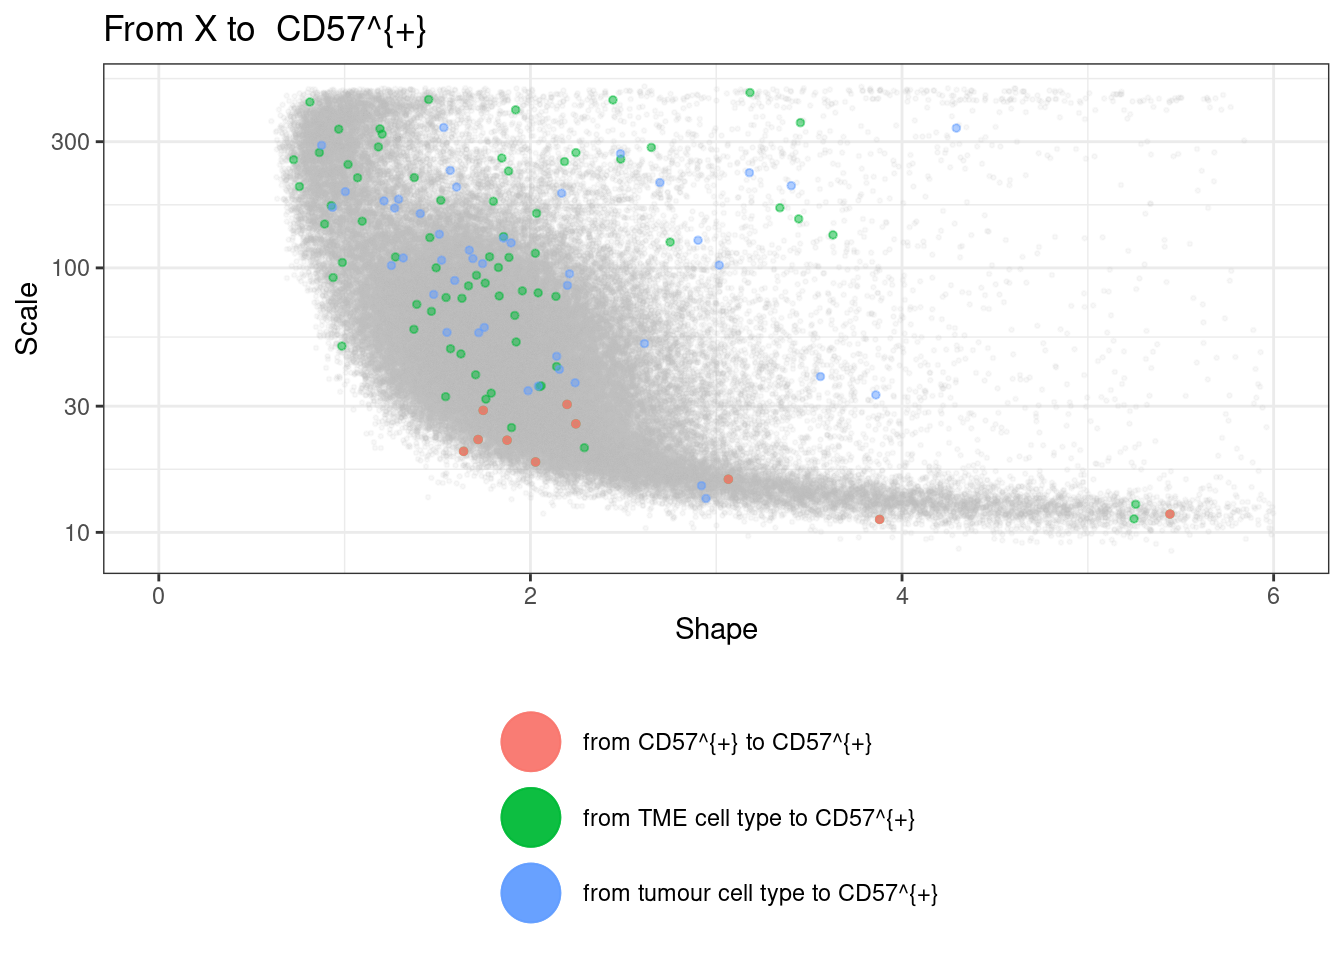 From X to  CD57^{+}
Scale
300
100
30
10
0
2
4
6
Shape
from CD57^{+} to CD57^{+}
from TME cell type to CD57^{+}
from tumour cell type to CD57^{+}